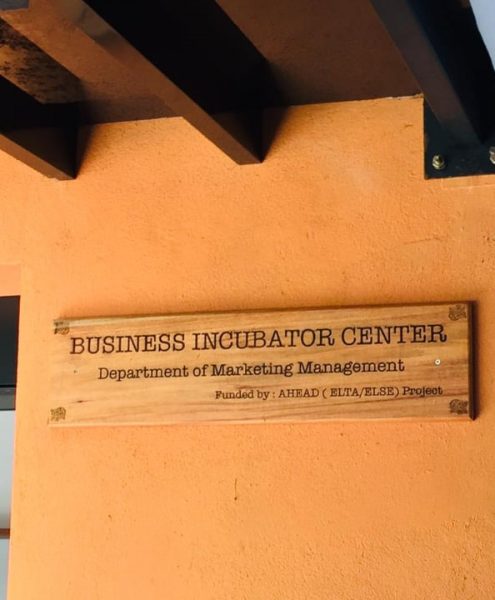 BUSINESS INCUBATOR CENTER
Department of Marketing Management
Funded by : AHEAD ( ELTA/ELSE) Project